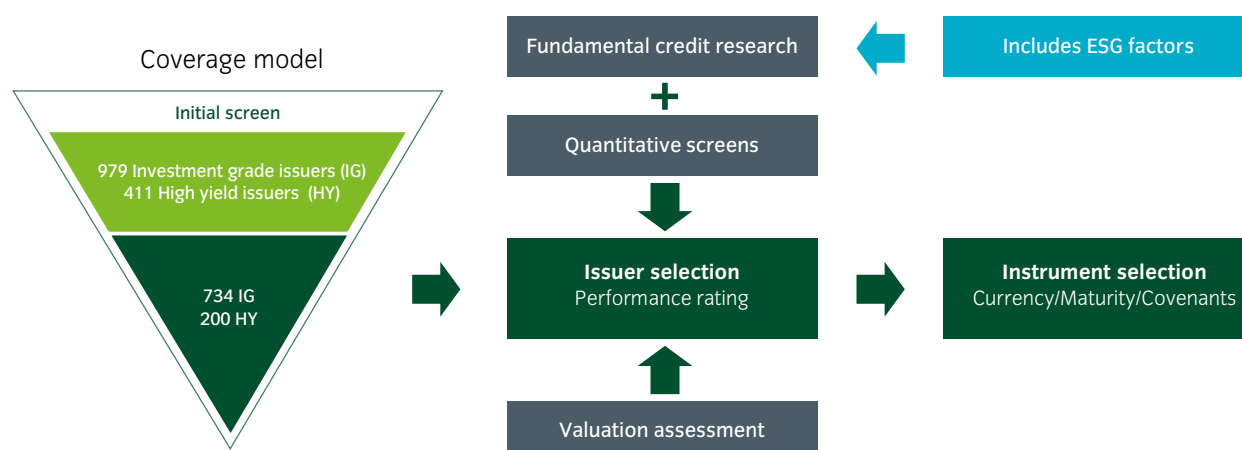 Coverage model
Initial screen
979 Investment grade issuers (IG)
411 High yield issuers (HY)
734 IG
200 HY
Fundamental credit research
Includes ESG factors
+
Quantitative screens
Issuer selection
Performance rating
Instrument selection
Currency/Maturity/Covenants
Valuation assessment